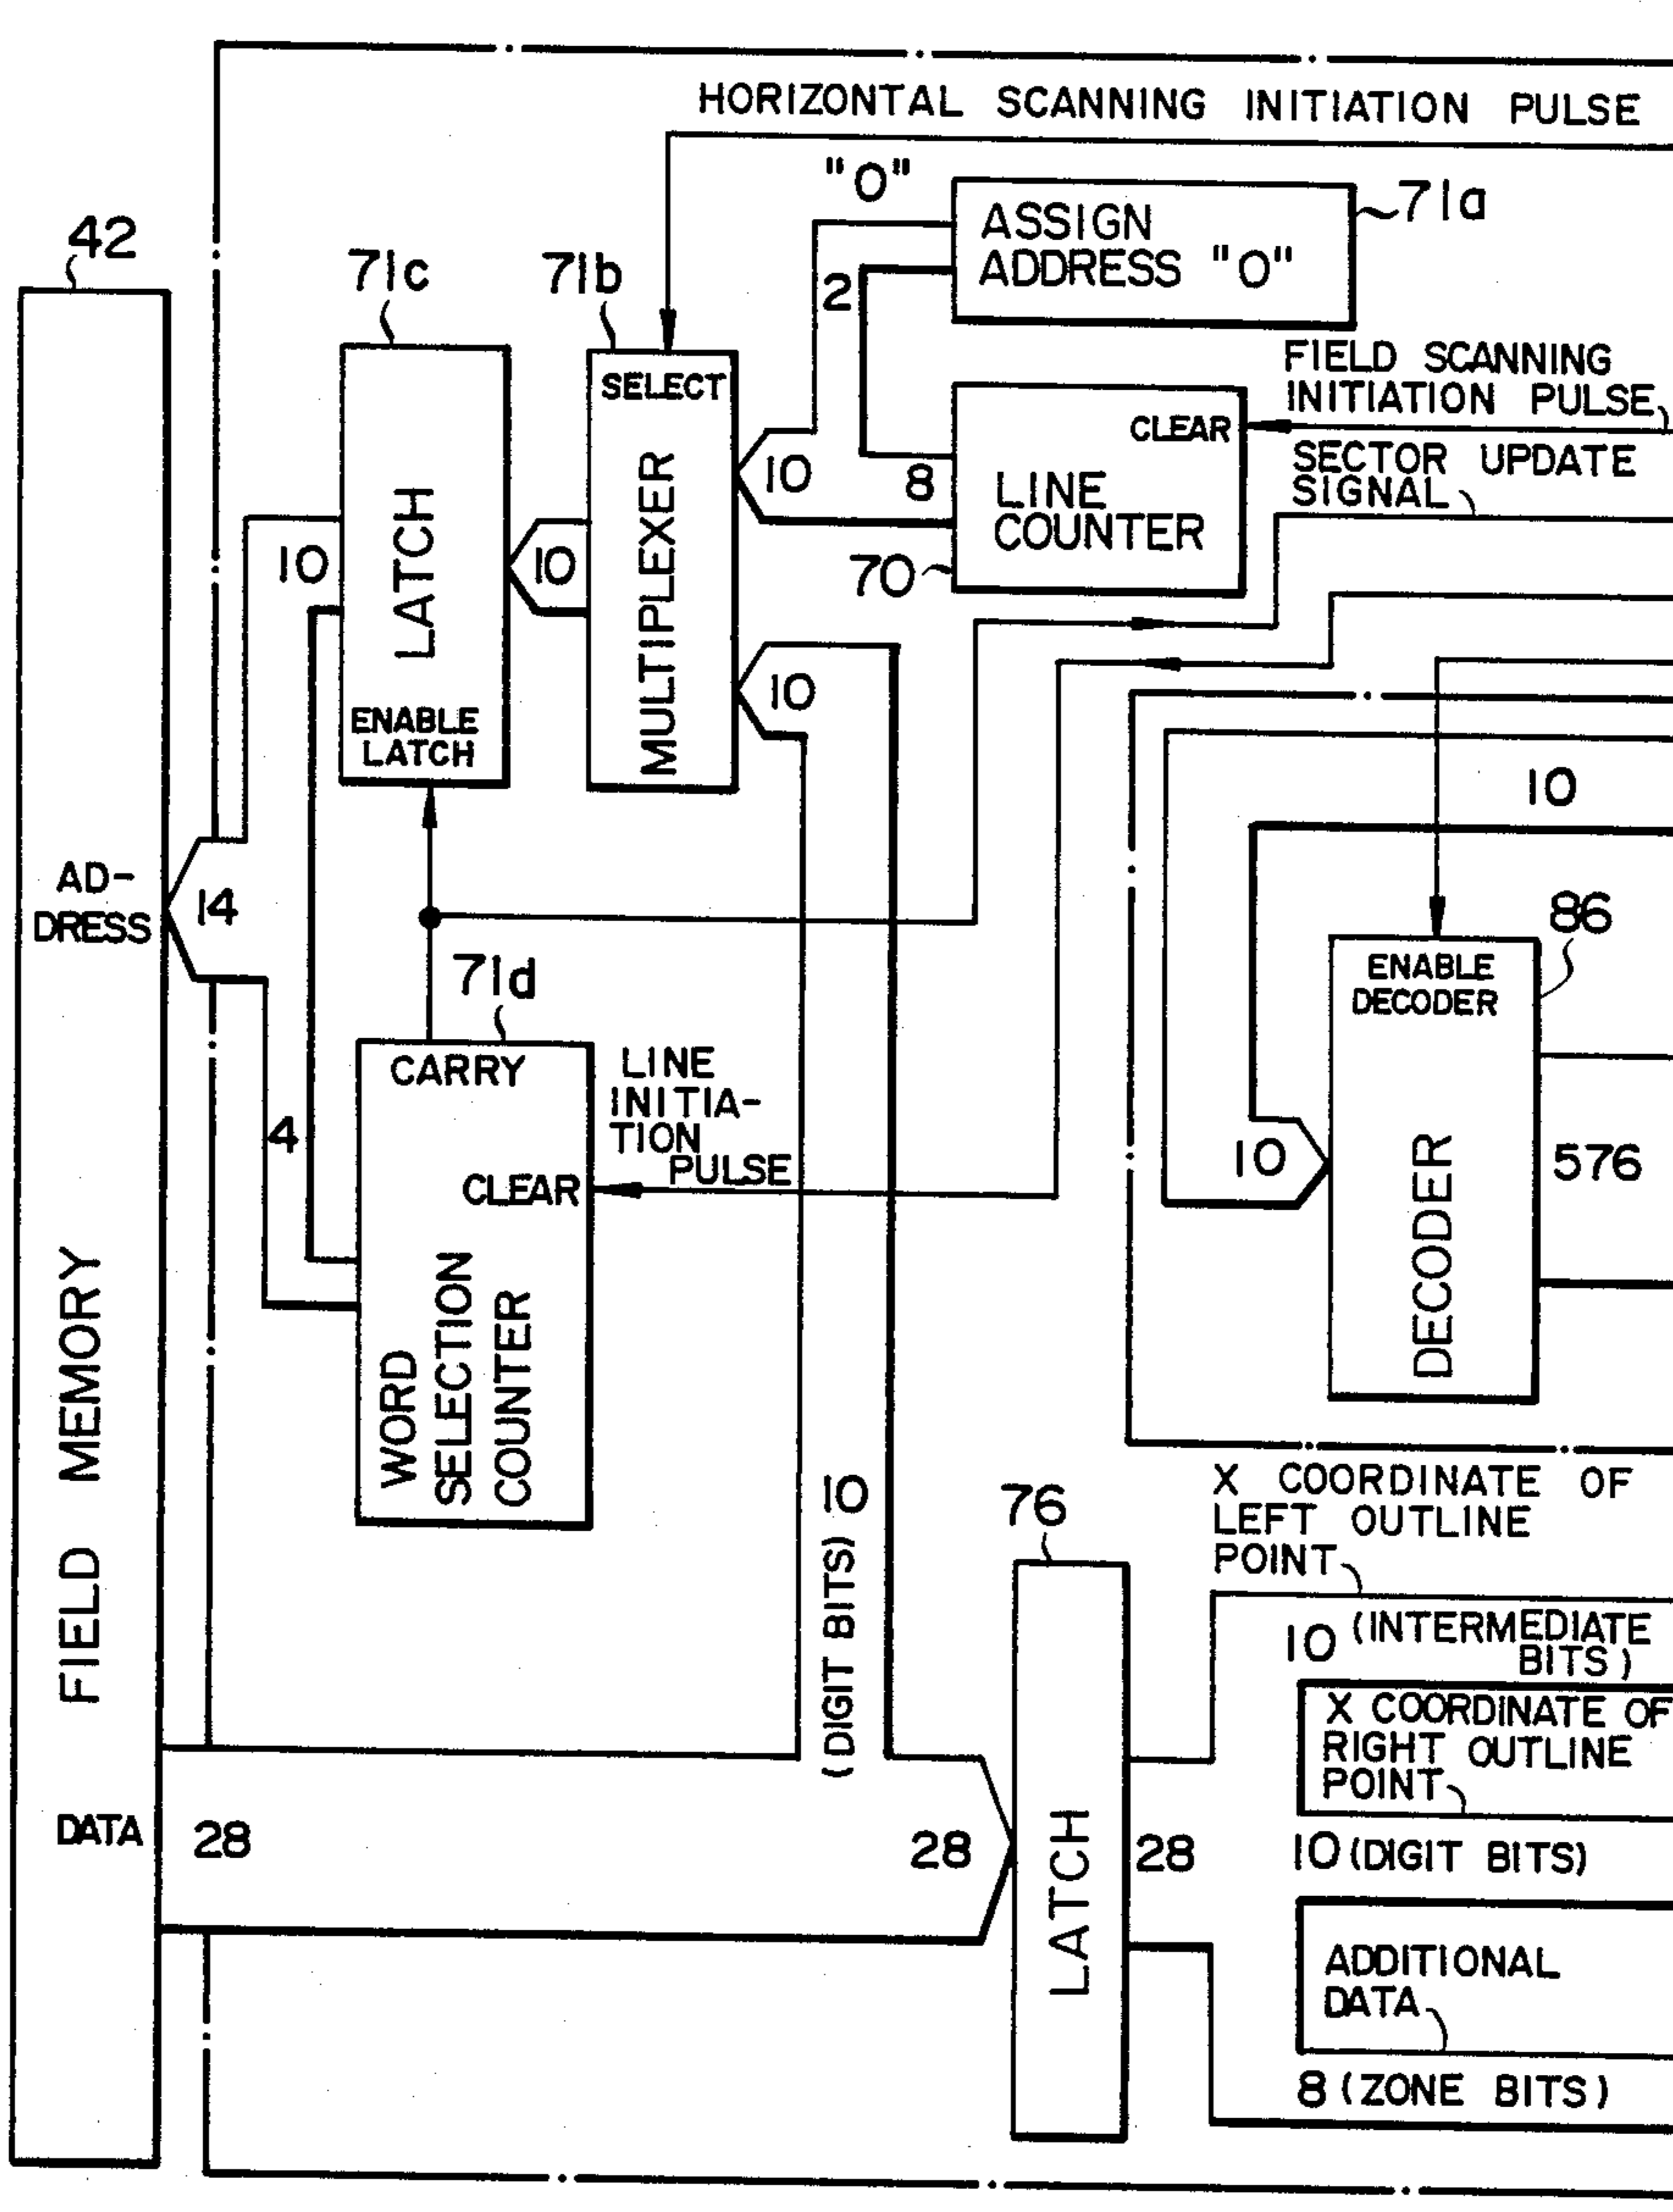 HORIZONTAL SCANNING INITIATION PULSE
"O"
71a
ASSIGN
ADDRESS "O"
42
71c
71b
2
SELECT
FIELD SCANNING
INITIATION PULSE
CLEAR
SECTOR UPDATE
SIGNAL
10
8
LINE
COUNTER
70
10
LATCH
10
MULTIPLEXER
10
ENABLE
LATCH
10
AD-
DRESS
14
86
ENABLE
DECODER
71d
CARRY
LINE
INITIA-
TION
PULSE
4
CLEAR
10
DECODER
576
WORD
SELECTION
COUNTER
FIELD MEMORY
(DIGIT BITS) 10
76
X COORDINATE OF
LEFT OUTLINE
POINT
10 (INTERMEDIATE
BITS)
X COORDINATE OF
RIGHT OUTLINE
POINT
DATA
28
28
LATCH
28
10 (DIGIT BITS)
ADDITIONAL
DATA
8 (ZONE BITS)